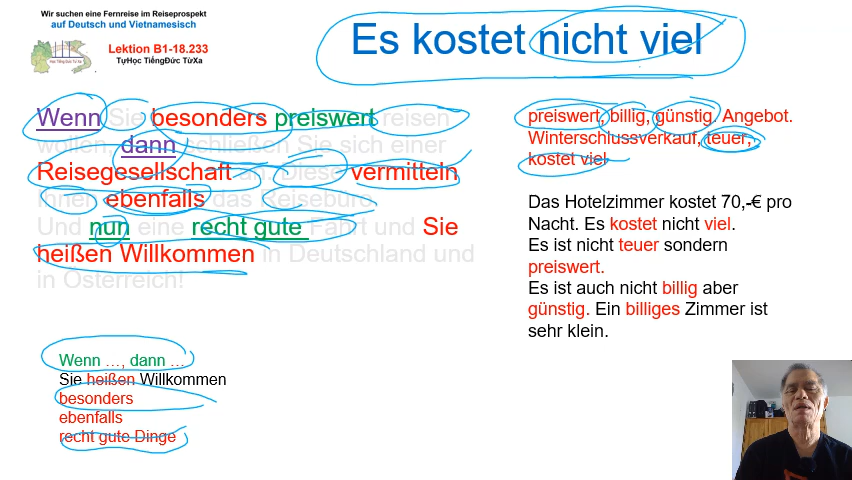 Wir suchen eine Fernreise im Reiseprospekt
auf Deutsch und Vietnamesisch
Lektion B1-18.233
TựHọc TiếngĐức TừXa
Học Tiếng Đức Từ Xa
Es kostet nicht viel
Wenn Sie besonders preiswert reisen
wollen, dann schließen Sie sich einer
Reisegesellschaft an. Diese vermitteln
Ihnen ebenfalls das Reisebüro.
Und nun eine recht gute Fahrt und Sie
heißen Willkommen in Deutschland und
in Österreich!
Wenn …, dann …
Sie heißen Willkommen
besonders
ebenfalls
recht gute Dinge
preiswert, billig, günstig. Angebot.
Winterschlussverkauf, teuer,
kostet viel
Das Hotelzimmer kostet 70,-€ pro
Nacht. Es kostet nicht viel.
Es ist nicht teuer sondern
preiswert.
Es ist auch nicht billig aber
günstig. Ein billiges Zimmer ist
sehr klein.